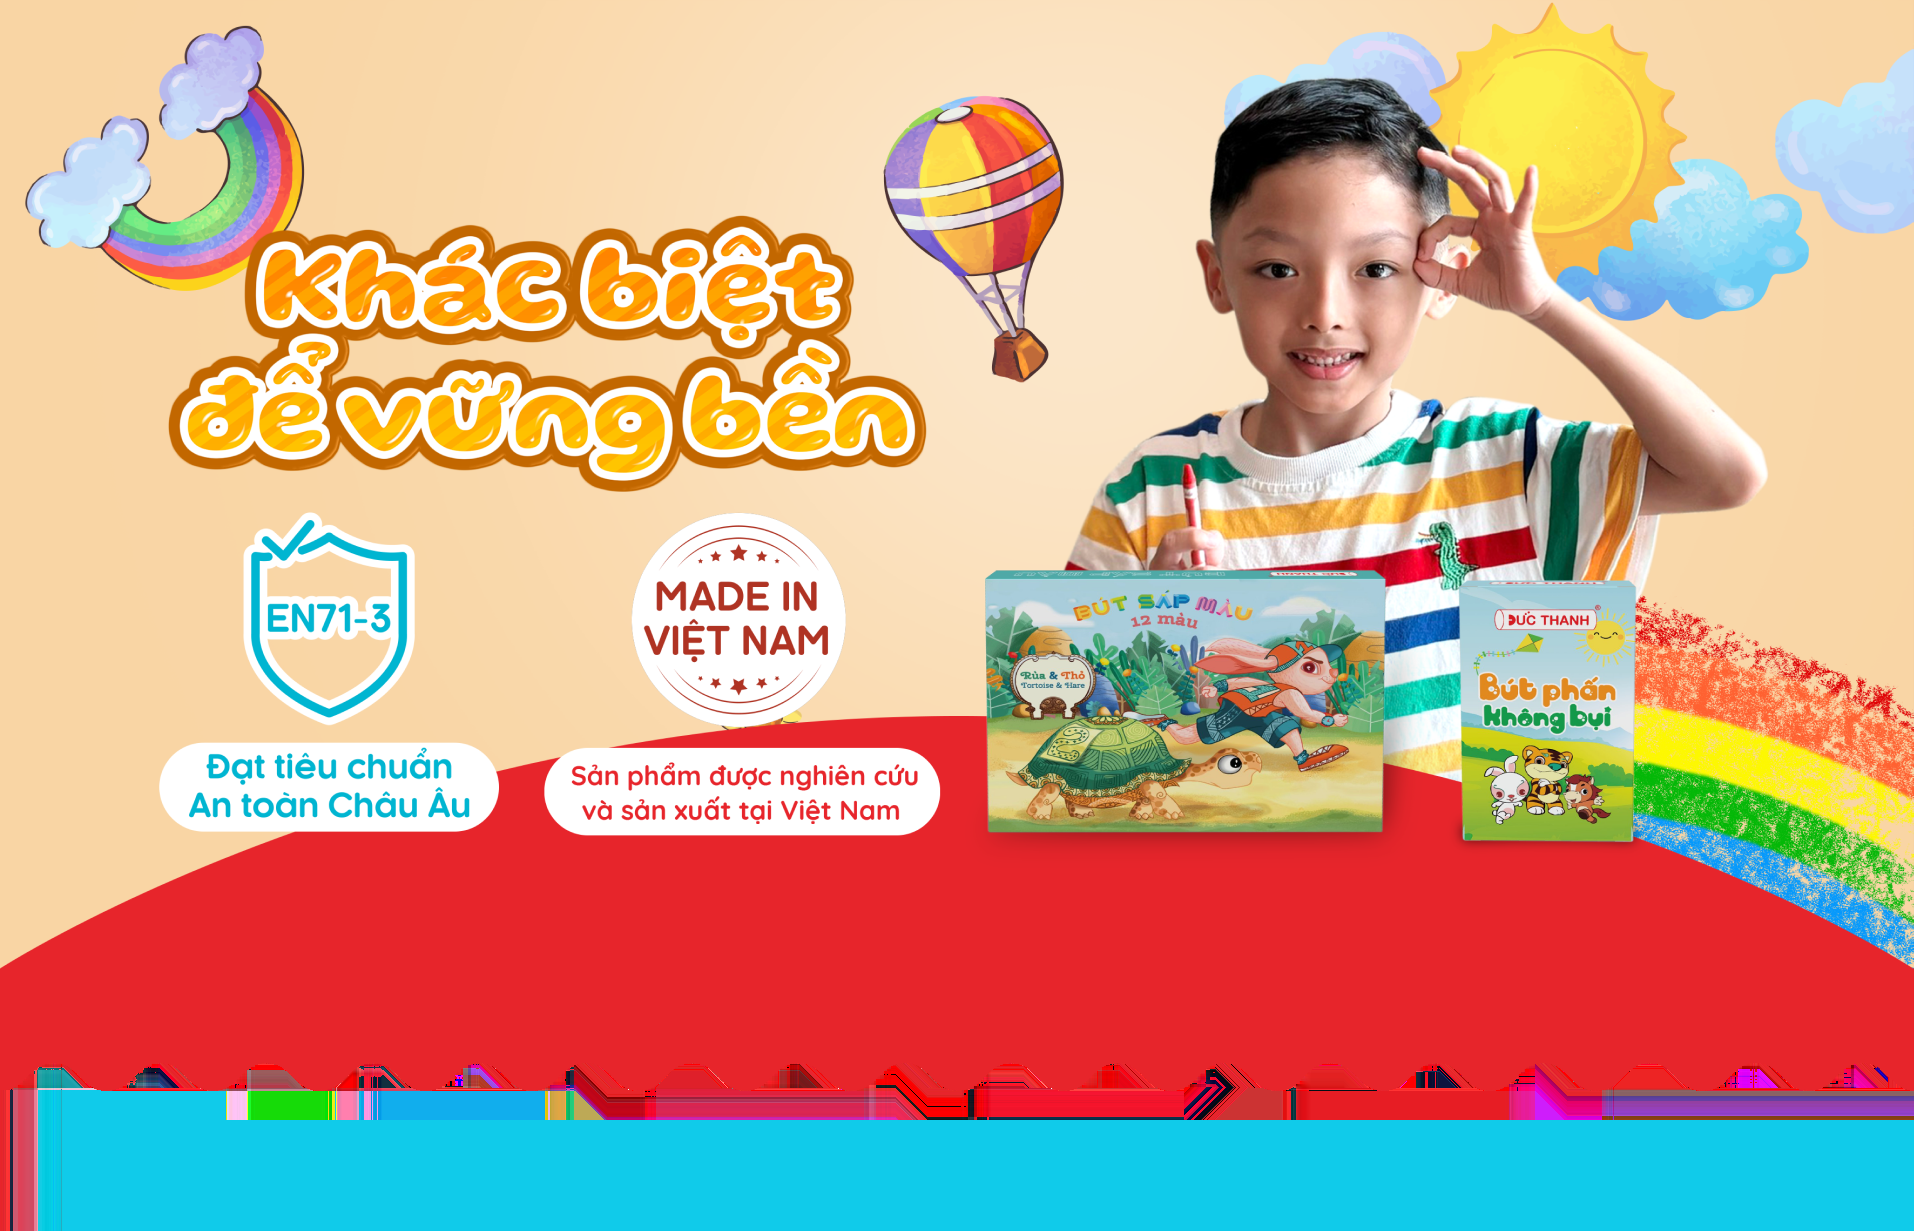 Khác biệt
để vững bền
EN71-3
MADE IN
VIỆT NAM
Đạt tiêu chuẩn
An toàn Châu Âu
Sản phẩm được nghiên cứu
và sản xuất tại Việt Nam
BÚT SÁP MÀU
12 màu
Rùa & Thỏ
Tortoise & Hare
ĐỨC THANH
Bút phấn
không bụi